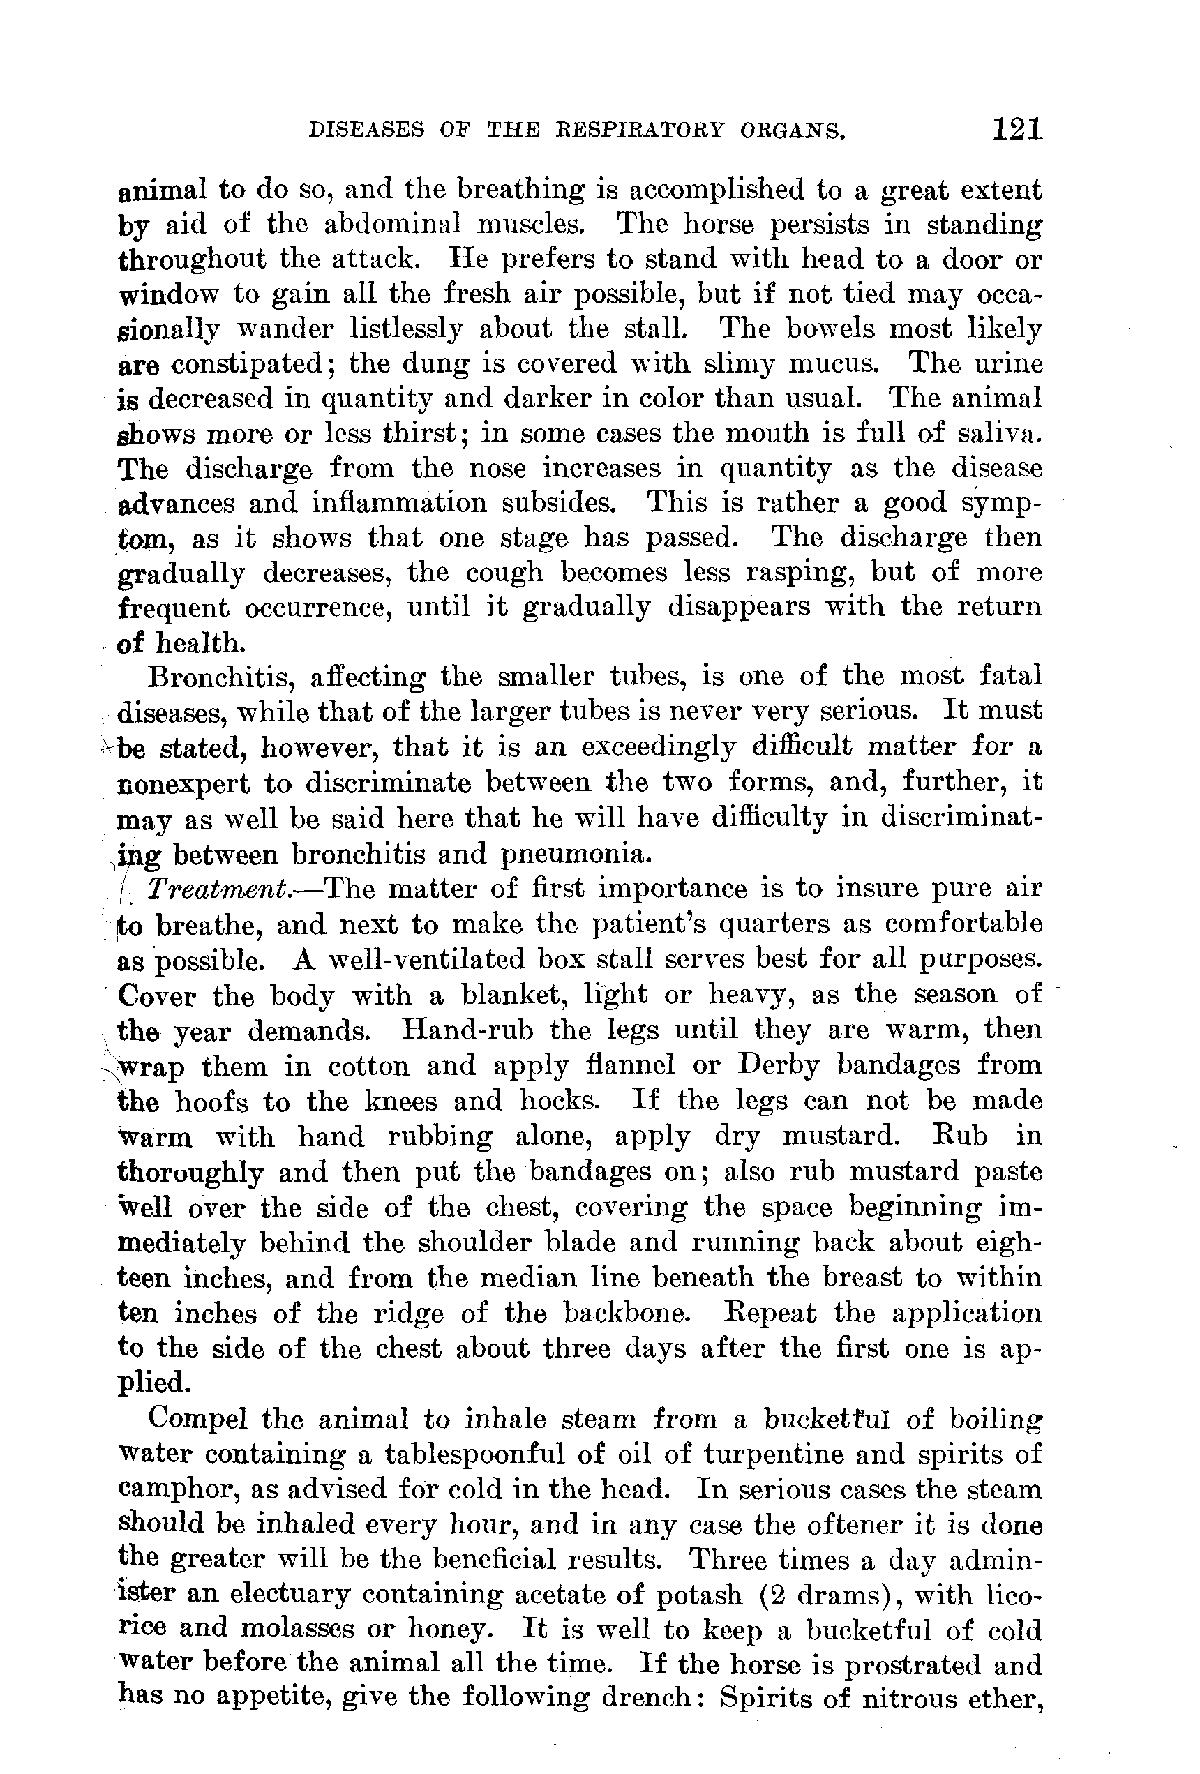 DISEASES OF THE RESPIRATORY ORGANS. 121
animal to do so, and the breathing is accomplished to a great extent
by aid of the abdominal muscles. The horse persists in standing
throughout the attack. He prefers to stand with head to a door or
window to gain all the fresh air possible, but if not tied may occa-
sionally wander listlessly about the stall. The bowels most likely
are constipated; the dung is covered with slimy mucus. The urine
is decreased in quantity and darker in color than usual. The animal
shows more or less thirst; in some cases the mouth is full of saliva.
The discharge from the nose increases in quantity as the disease
advances and inflammation subsides. This is rather a good symp-
tom, as it shows that one stage has passed. The discharge then
gradually decreases, the cough becomes less rasping, but of more
frequent occurrence, until it gradually disappears with the return
of health.
Bronchitis, affecting the smaller tubes, is one of the most fatal
diseases, while that of the larger tubes is never very serious. It must
be stated, however, that it is an exceedingly difficult matter for a
nonexpert to discriminate between the two forms, and, further, it
may as well be said here that he will have difficulty in discriminat-
ing between bronchitis and pneumonia.
Treatment.—The matter of first importance is to insure pure air
to breathe, and next to make the patient's quarters as comfortable
as possible. A well-ventilated box stall serves best for all purposes.
Cover the body with a blanket, light or heavy, as the season of
the year demands. Hand-rub the legs until they are warm, then
wrap them in cotton and apply flannel or Derby bandages from
the hoofs to the knees and hocks. If the legs can not be made
warm with hand rubbing alone, apply dry mustard. Rub in
thoroughly and then put the bandages on; also rub mustard paste
well over the side of the chest, covering the space beginning im-
mediately behind the shoulder blade and running back about eigh-
teen inches, and from the median line beneath the breast to within
ten inches of the ridge of the backbone. Repeat the application
to the side of the chest about three days after the first one is ap-
plied.
Compel the animal to inhale steam from a bucketful of boiling
water containing a tablespoonful of oil of turpentine and spirits of
camphor, as advised for cold in the head. In serious cases the steam
should be inhaled every hour, and in any case the oftener it is done
the greater will be the beneficial results. Three times a day admin-
ister an electuary containing acetate of potash (2 drams), with lico-
rice and molasses or honey. It is well to keep a bucketful of cold
water before the animal all the time. If the horse is prostrated and
has no appetite, give the following drench: Spirits of nitrous ether,